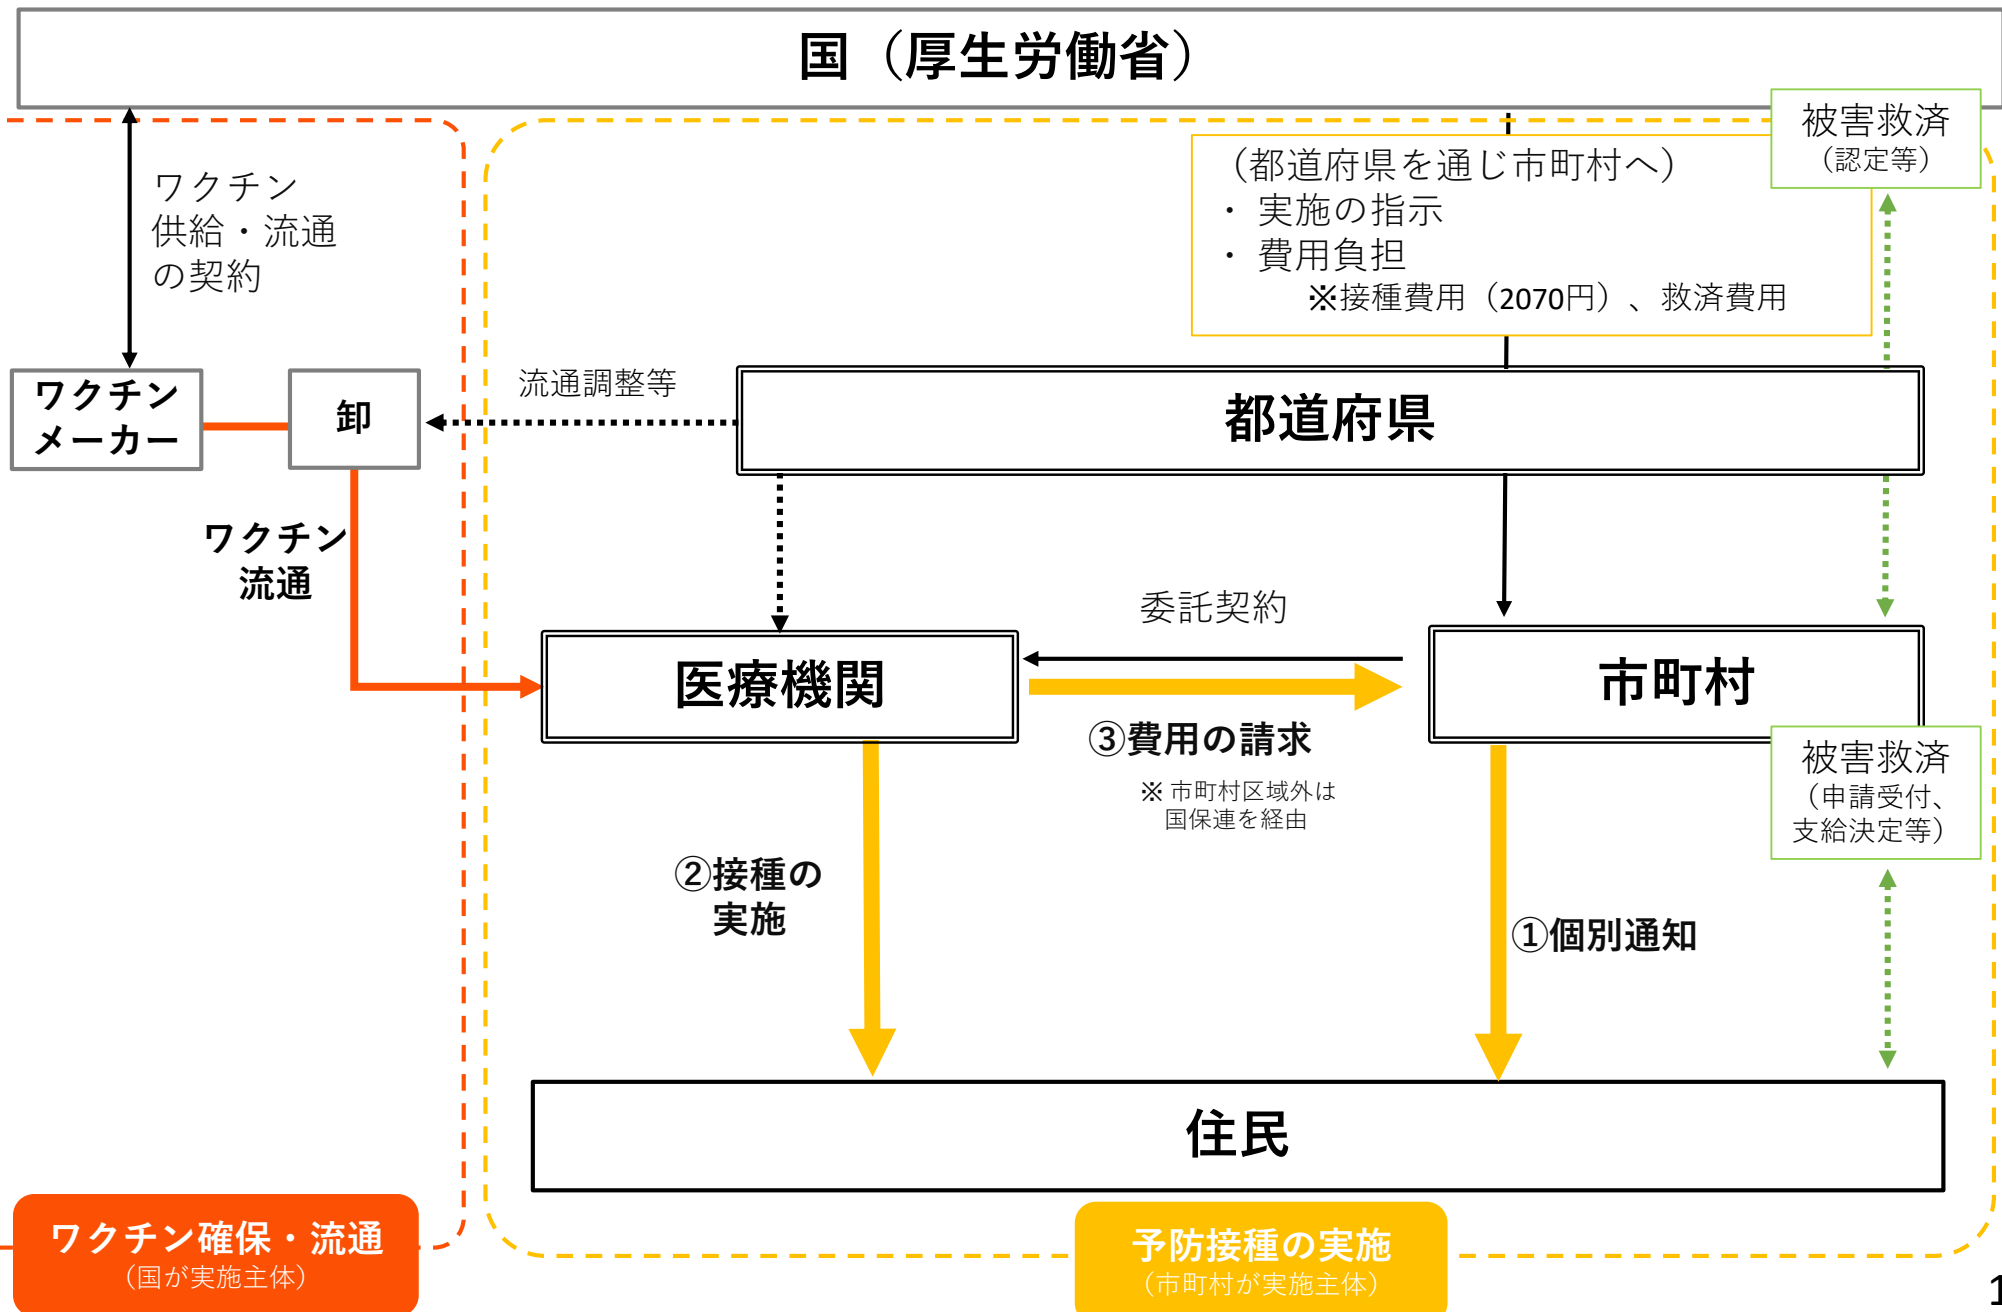 国（厚生労働省）
被害救済
（認定等）
（都道府県を通じ市町村へ）
・ 実施の指示
・ 費用負担
※接種費用（2070円）、救済費用
ワクチン
供給・流通
の契約
ワクチン
メーカー
卸
流通調整等
都道府県
ワクチン
流通
委託契約
医療機関
市町村
③費用の請求
※ 市町村区域外は
国保連を経由
被害救済
（申請受付、
支給決定等）
②接種の
実施
①個別通知
住民
ワクチン確保・流通
（国が実施主体）
予防接種の実施
（市町村が実施主体）
1